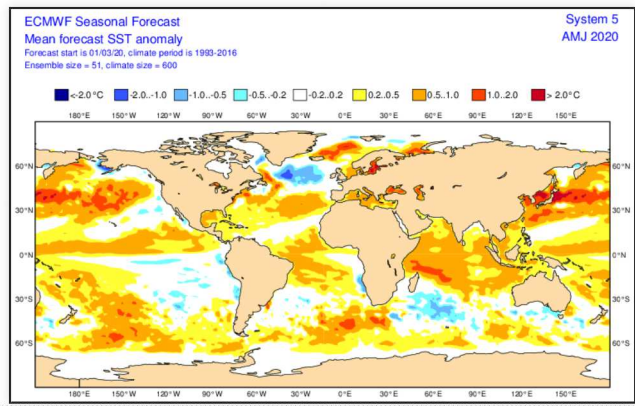 ECMWF Seasonal Forecast
System 5
Mean forecast SST anomaly
AMJ 2020
Forecast start is 01/03/20, climate period is 1993-2016
Ensemble size = 51, climate size = 600
<-2.0°C -2.0..-1.0 -1.0..-0.5 -0.5..-0.2 -0.2..0.2 0.2..0.5 0.5..1.0 1.0..2.0 > 2.0°C
180°E 150°W 120°W 90°W 60°W 30°W 0°E 30°E 60°E 90°E 120°E 150°E
60°N 60°N
30°N 30°N
0°N 0°N
30°S 30°S
60°S 60°S
180°E 150°W 120°W 90°W 60°W 30°W 0°E 30°E 60°E 90°E 120°E 150°E